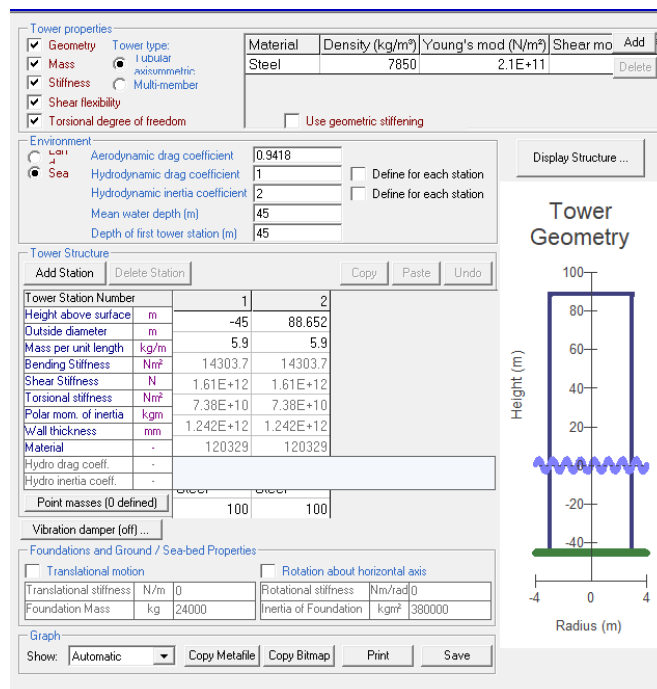 Tower properties
Geometry Tower type:
Mass Tubular axisummetric
Stiffness Multi-member
Shear flexibility
Torsional degree of freedom Use geometric stiffening
Material Density (kg/m³) Young's mod (N/m²) Shear mo Add
Steel 7850 2.1E+11 Delete
Environment
Sea
Aerodynamic drag coefficient 0.9418
Hydrodynamic drag coefficient 1 Define for each station
Hydrodynamic inertia coefficient 2 Define for each station
Mean water depth (m) 45
Depth of first tower station (m) 45
Display Structure ...
Tower Structure
Add Station Delete Station Copy Paste Undo
Tower Station Number 1 2
Height above surface m -45 88.652
Outside diameter m
Mass per unit length kg/m 5.9 5.9
Bending Stiffness Nm² 14303.7 14303.7
Shear Stiffness N 1.61E+12 1.61E+12
Torsional stiffness Nm² 7.38E+10 7.38E+10
Polar mom. of inertia kgm
Wall thickness mm 1.242E+12 1.242E+12
Material - 120329 120329
Hydro drag coeff. -
Hydro inertia coeff. -
Steel Steel
Point masses (0 defined) 100 100
Vibration damper (off) ...
Tower
Geometry
100
80
60
40
20
0
-20
-40
Height (m)
-4 0 4
Radius (m)
Foundations and Ground / Sea-bed Properties
Translational motion Rotation about horizontal axis
Translational stiffness N/m 0 Rotational stiffness Nm/rad 0
Foundation Mass kg 24000 Inertia of Foundation kgm² 380000
Graph
Show: Automatic Copy Metafile Copy Bitmap Print Save